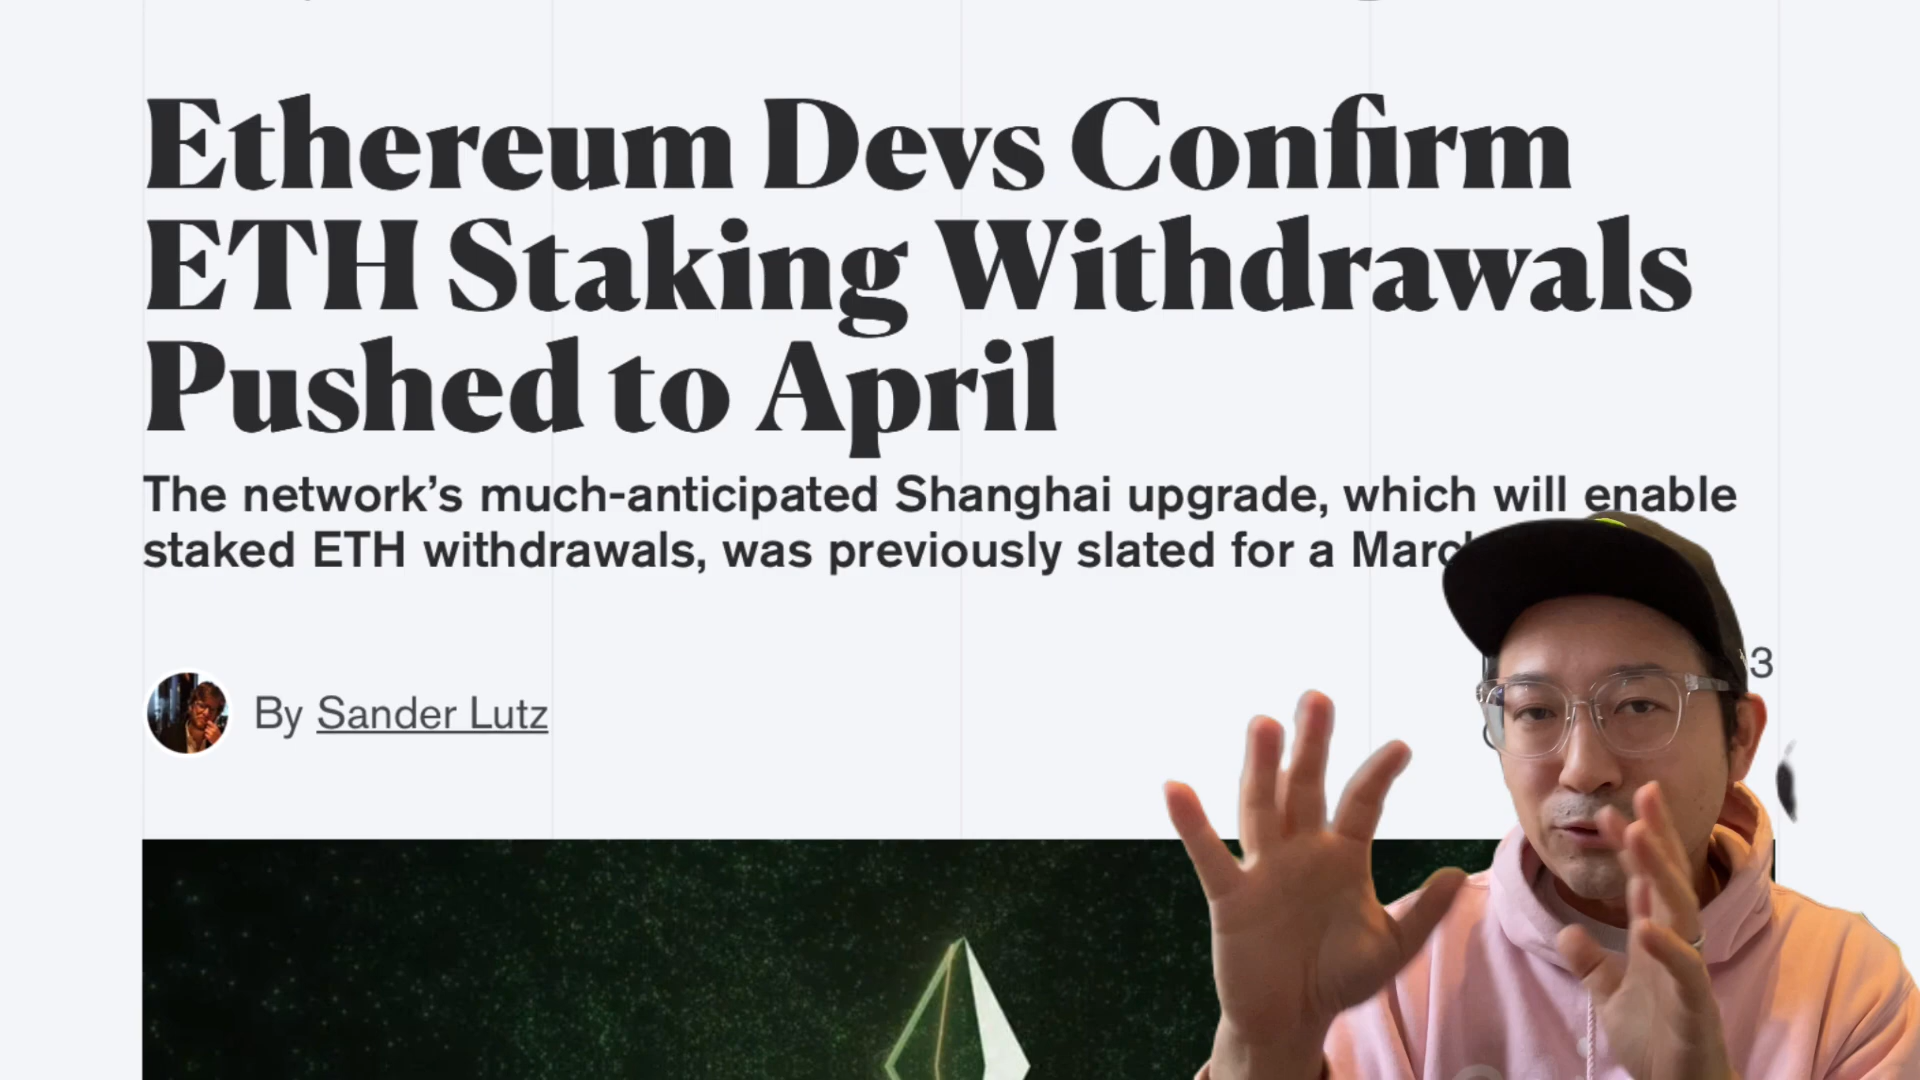 Ethereum Devs Confirm
ETH Staking Withdrawals
Pushed to April
The network’s much-anticipated Shanghai upgrade, which will enable
staked ETH withdrawals, was previously slated for a
3
By Sander Lutz